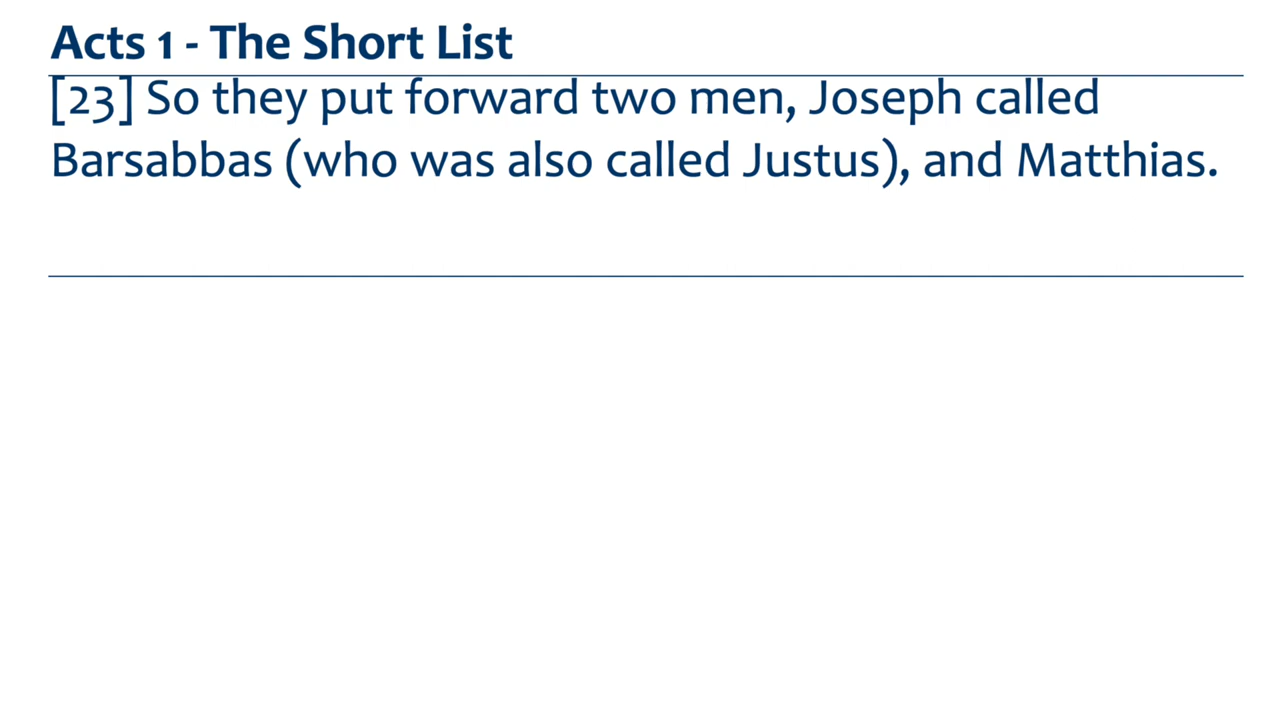 Acts 1 - The Short List
[23] So they put forward two men, Joseph called
Barsabbas (who was also called Justus), and Matthias.